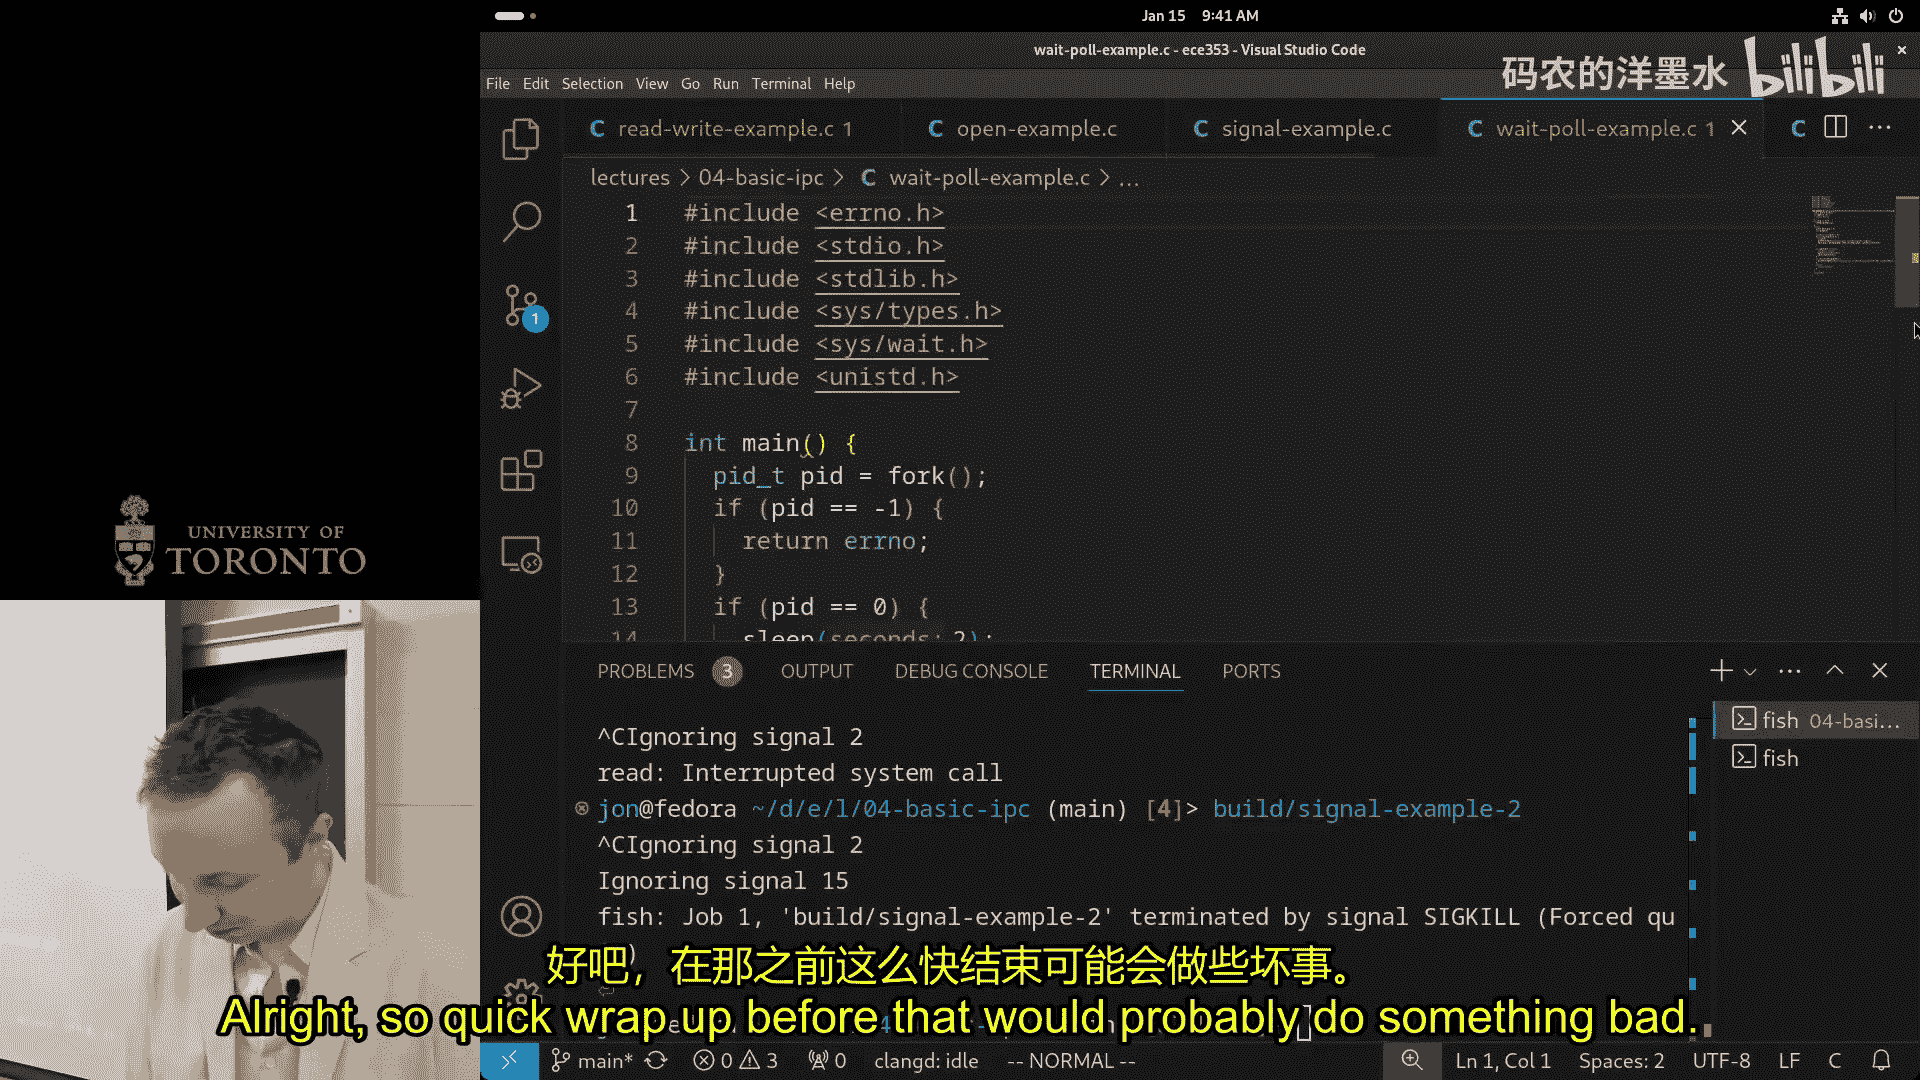 Jan 15 9:41 AM
wait-poll-example.c - ece353 - Visual Studio Code
码农的洋墨水 bilibili
File Edit Selection View Go Run Terminal Help
C read-write-example.c 1
C open-example.c
C signal-example.c
C wait-poll-example.c 1
C
lectures > 04-basic-ipc > C wait-poll-example.c > ...
1 #include <errno.h>
2 #include <stdio.h>
3 #include <stdlib.h>
4 #include <sys/types.h>
5 #include <sys/wait.h>
6 #include <unistd.h>
7
8 int main() {
9 pid_t pid = fork();
10 if (pid == -1) {
11 return errno;
12 }
13 if (pid == 0) {
14 sleep(seconds: 2);
1
UNIVERSITY OF
TORONTO
PROBLEMS 3 OUTPUT DEBUG CONSOLE TERMINAL PORTS
^CIgnoring signal 2
read: Interrupted system call
jon@fedora ~/d/e/l/04-basic-ipc (main) [4]> build/signal-example-2
^CIgnoring signal 2
Ignoring signal 15
fish: Job 1, 'build/signal-example-2' terminated by signal SIGKILL (Forced qu
fish 04-basi...
fish
好吧，在那之前这么快结束可能会做些坏事。
Alright, so quick wrap up before that would probably do something bad.
main* 0 3 0 clangd: idle -- NORMAL -- Ln 1, Col 1 Spaces: 2 UTF-8 LF C